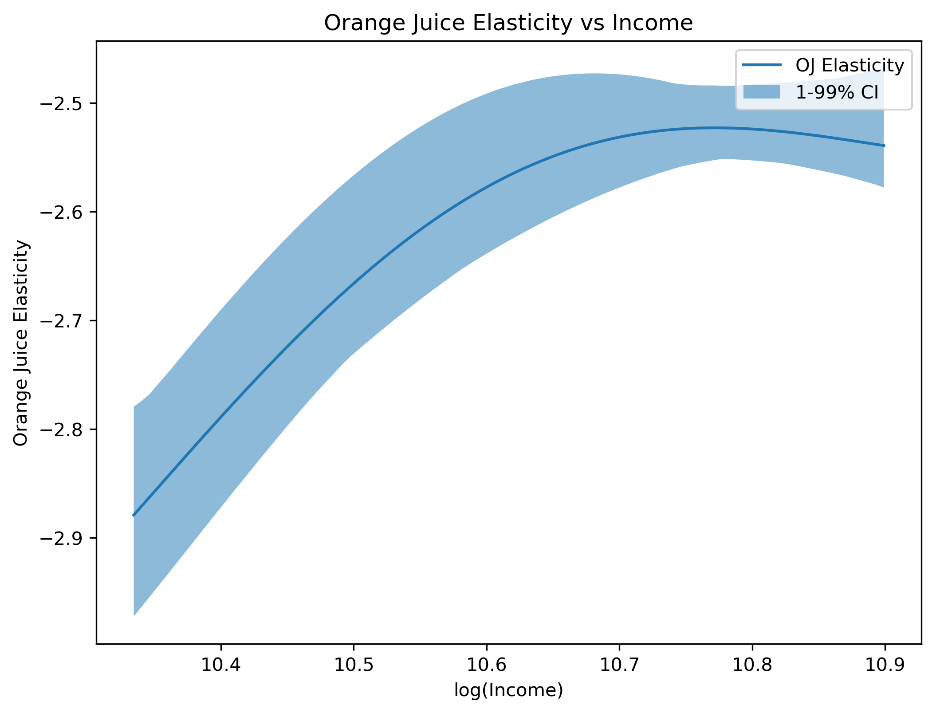 Orange Juice Elasticity vs Income
OJ Elasticity
1-99% CI
Orange Juice Elasticity
−2.5
−2.6
−2.7
−2.8
−2.9
10.4
10.5
10.6
10.7
10.8
10.9
log(Income)